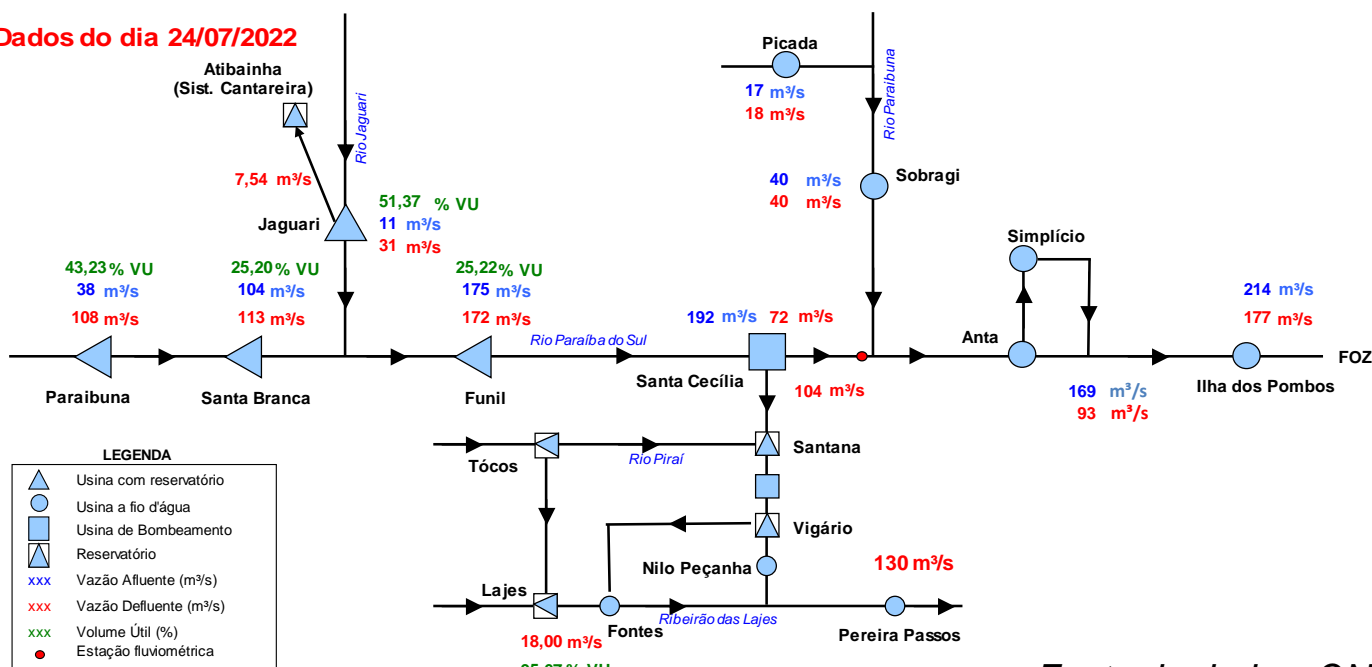 Dados do dia 24/07/2022
Atibainha
(Sist. Cantareira)
Rio Jaguari
7,54 m³/s
Jaguari
51,37 % VU
11 m³/s
31 m³/s
Picada
17 m³/s
18 m³/s
Rio Paraibuna
40 m³/s
40 m³/s
Sobragi
Simplício
43,23% VU
38 m³/s
108 m³/s
25,20% VU
104 m³/s
113 m³/s
25,22% VU
175 m³/s
172 m³/s
192 m³/s 72 m³/s
214 m³/s
177 m³/s
Rio Paraíba do Sul
Anta
FOZ
Paraibuna
Santa Branca
Funil
Santa Cecília
104 m³/s
169 m³/s
93 m³/s
Ilha dos Pombos
Tócos
Rio Piraí
Santana
Vigário
Nilo Peçanha
130 m³/s
Lajes
Fontes
Ribeirão das Lajes
Pereira Passos
18,00 m³/s
LEGENDA
Usina com reservatório
Usina a fio d'água
Usina de Bombeamento
Reservatório
xxx Vazão Afluente (m³/s)
xxx Vazão Defluente (m³/s)
xxx Volume Útil (%)
Estação fluviométrica